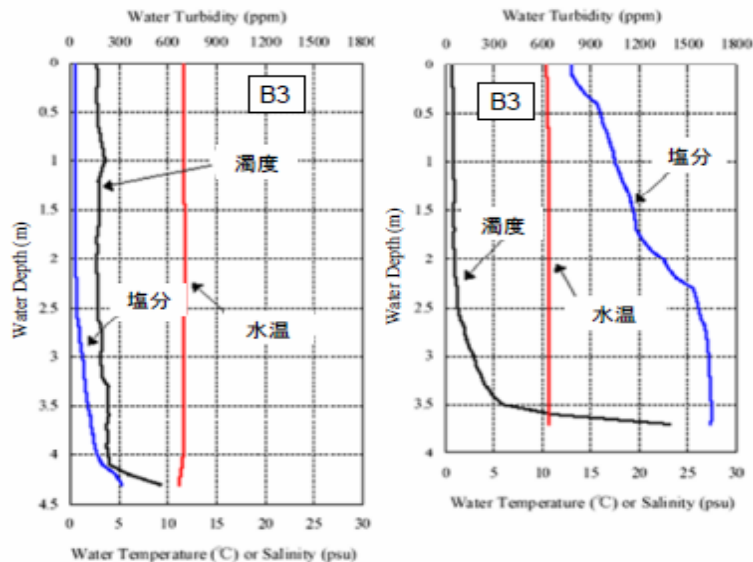 Water Turbidity (ppm)
0 300 600 900 1200 1500 1800
0
0.5
1
1.5
2
2.5
3
3.5
4
4.5
Water Depth (m)
B3
濁度
塩分
水温
0 5 10 15 20 25 30
Water Temperature (℃) or Salinity (psu)
Water Turbidity (ppm)
0 300 600 900 1200 1500 1800
0
0.5
1
1.5
2
2.5
3
3.5
4
Water Depth (m)
B3
塩分
濁度
水温
0 5 10 15 20 25 30
Water Temperature (℃) or Salinity (psu)